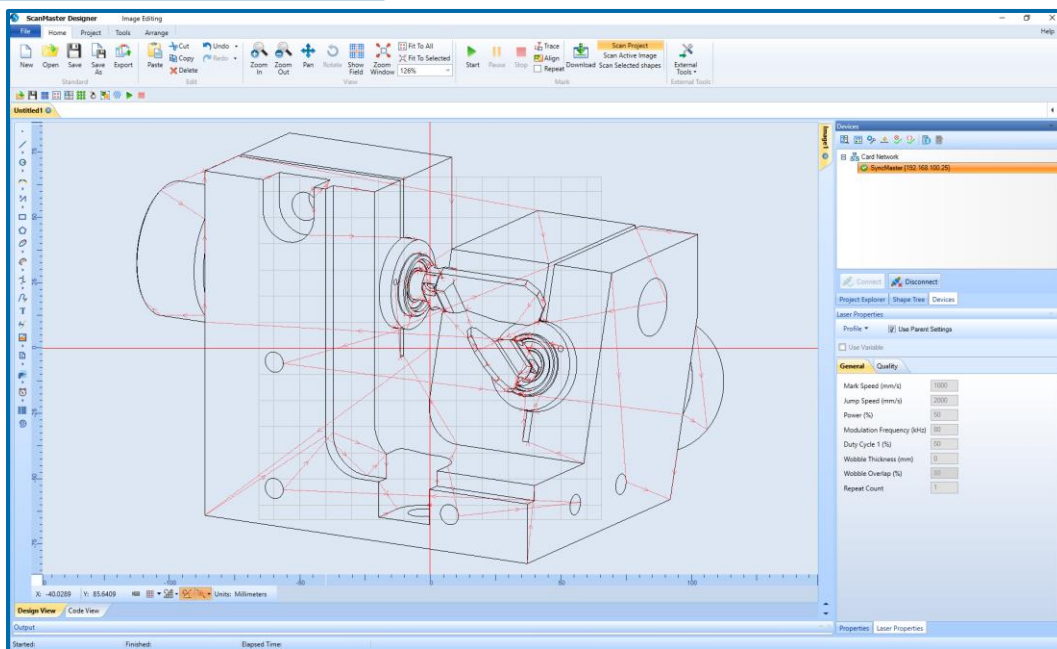 ScanMaster Designer Image Editing
File Home Project Tools Arrange Help
New Open Save Save As Export Paste Cut Copy Delete Undo Redo
Zoom In Zoom Out Pan Rotate Show Field Zoom Window Fit To All Fit To Selected 126%
Start Pause Stop Trace Align Repeat Download Scan Project Scan Active Image Scan Selected shapes External Tools
Standard Edit View Mark External Tools
Untitled1
Image1
Devices
Card Network
SyncMaster [192.168.100.25]
Connect Disconnect
Project Explorer Shape Tree Devices
Laser Properties
Profile Use Parent Settings
Use Variable
General Quality
Mark Speed (mm/s) 1000
Jump Speed (mm/s) 2000
Power (%) 50
Modulation Frequency (kHz) 80
Duty Cycle 1 (%) 50
Wobble Thickness (mm) 0
Wobble Overlap (%)
Repeat Count 1
-100 -50 0 50 100
X: -40.0289 Y: 85.6409 Units: Millimeters
Design View Code View
Output
Properties Laser Properties
Started: Finished: Elapsed Time: